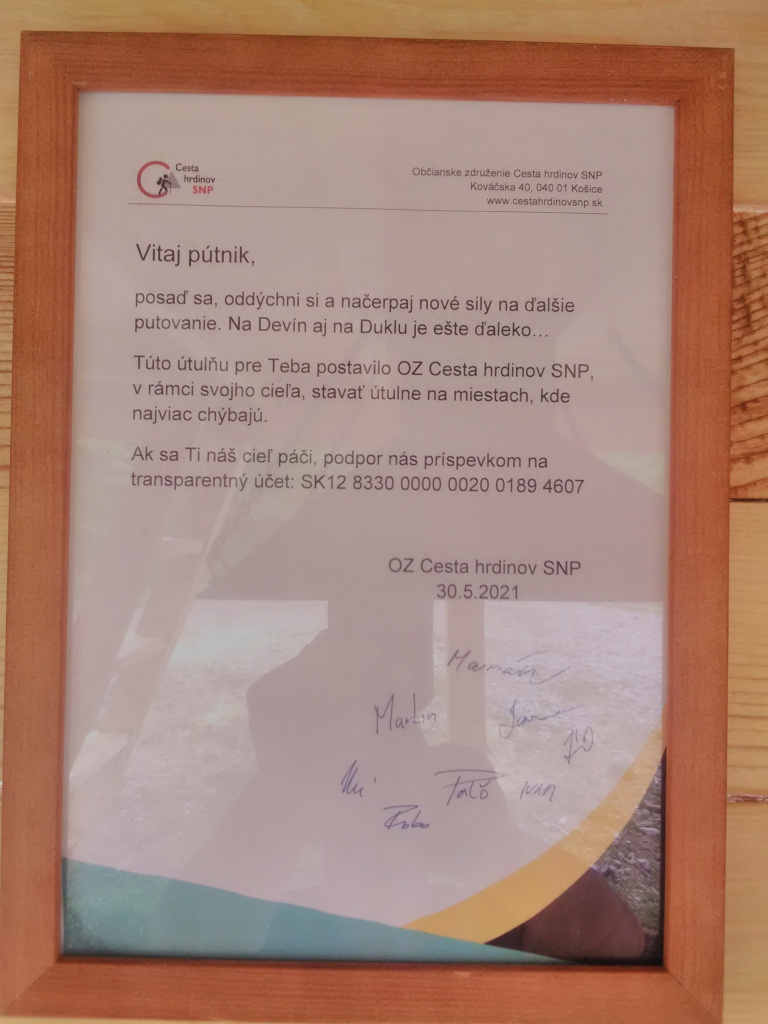 Cesta
hrdinov
SNP
Občianske združenie Cesta hrdinov SNP
Kováčska 40, 040 01 Košice
www.cestahrdinovsnp.sk
Vitaj pútnik,
posaď sa, oddýchni si a načerpaj nové sily na ďalšie
putovanie. Na Devín aj na Duklu je ešte ďaleko...
Túto útulňu pre Teba postavilo OZ Cesta hrdinov SNP,
v rámci svojho cieľa, stavať útulne na miestach, kde
najviac chýbajú.
Ak sa Ti náš cieľ páči, podpor nás príspevkom na
transparentný účet: SK12 8330 0000 0020 0189 4607
OZ Cesta hrdinov SNP
30.5.2021
Marián
Martin
Paľo
IVAN
Robo